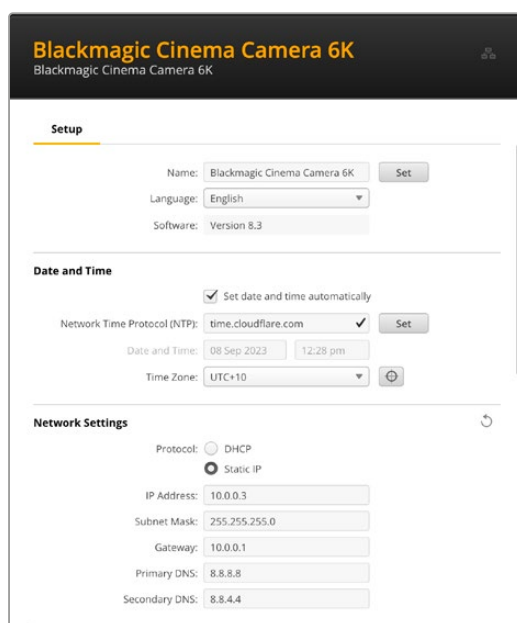 Blackmagic Cinema Camera 6K
Blackmagic Cinema Camera 6K
Setup
Name: Blackmagic Cinema Camera 6K Set
Language: English
Software: Version 8.3
Date and Time
Set date and time automatically
Network Time Protocol (NTP): time.cloudflare.com Set
Date and Time: 08 Sep 2023 12:28 pm
Time Zone: UTC+10
Network Settings
Protocol: DHCP
Static IP
IP Address: 10.0.0.3
Subnet Mask: 255.255.255.0
Gateway: 10.0.0.1
Primary DNS: 8.8.8.8
Secondary DNS: 8.8.4.4